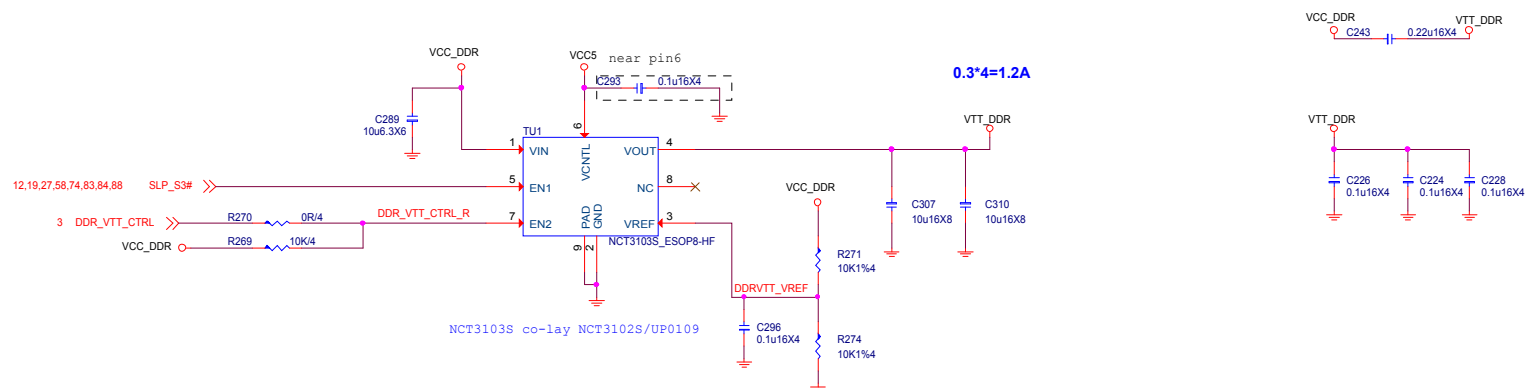 VCC_DDR
VTT_DDR
C243
0.22u16X4
VCC_DDR
VCC5
near pin6
C293
0.1u16X4
0.3*4=1.2A
C289
10u6.3X6
TU1
6
VTT_DDR
VTT_DDR
1
VIN
VCNTL
VOUT
4
12,19,27,58,74,83,84,88
SLP_S3#
5
EN1
NC
8
VCC_DDR
C226
0.1u16X4
C224
0.1u16X4
C228
0.1u16X4
3
DDR_VTT_CTRL
R270
0R/4
DDR_VTT_CTRL_R
7
EN2
PAD
GND
VREF
3
C307
10u16X8
C310
10u16X8
VCC_DDR
R269
10K/4
9
2
NCT3103S_ESOP8-HF
R271
10K1%4
DDRVTT_VREF
NCT3103S co-lay NCT3102S/UP0109
C296
0.1u16X4
R274
10K1%4